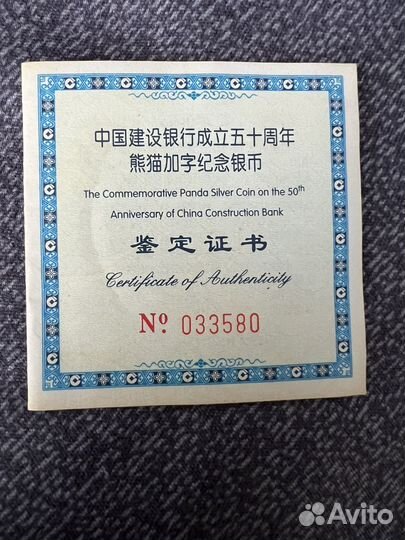 中国建设银行成立五十周年
熊猫加字纪念银币
The Commemorative Panda Silver Coin on the 50th
Anniversary of China Construction Bank
鉴定证书
Certificate of Authenticity
Nº 033580
Avito